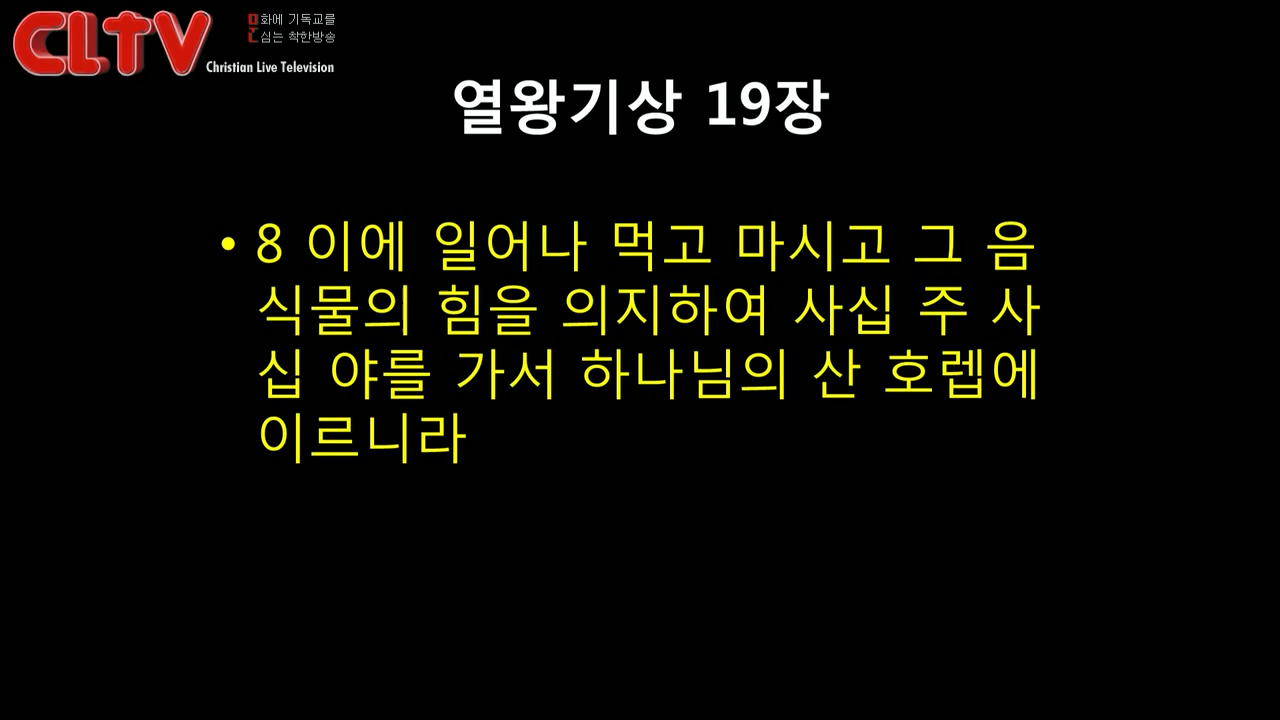 CLTV
문화에 기독교를
심는 착한방송
Christian Live Television
열왕기상 19장
• 8 이에 일어나 먹고 마시고 그 음
식물의 힘을 의지하여 사십 주 사
십 야를 가서 하나님의 산 호렙에
이르니라